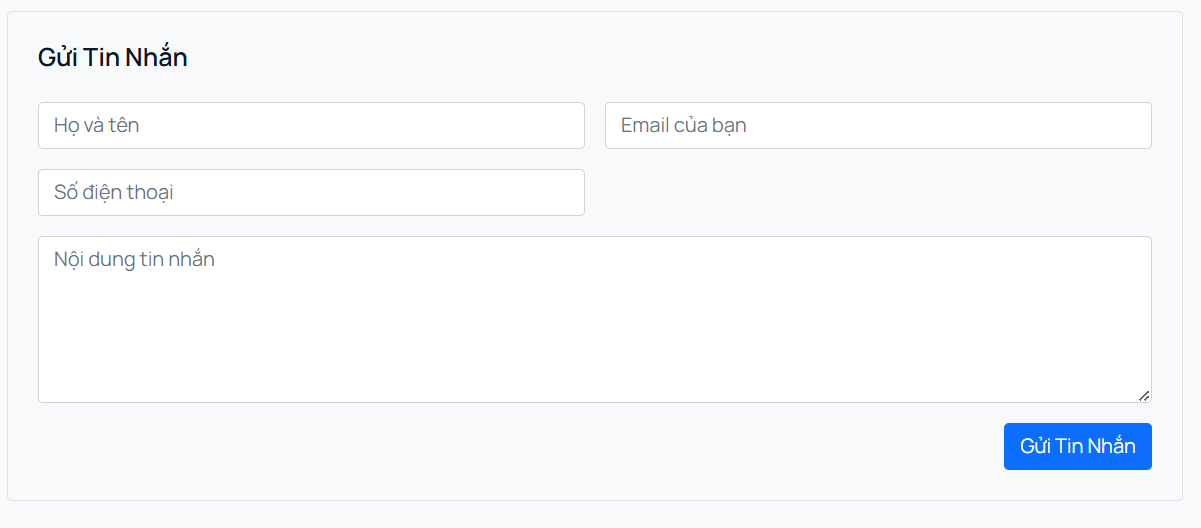 Gửi Tin Nhắn
Họ và tên
Email của bạn
Số điện thoại
Nội dung tin nhắn
Gửi Tin Nhắn